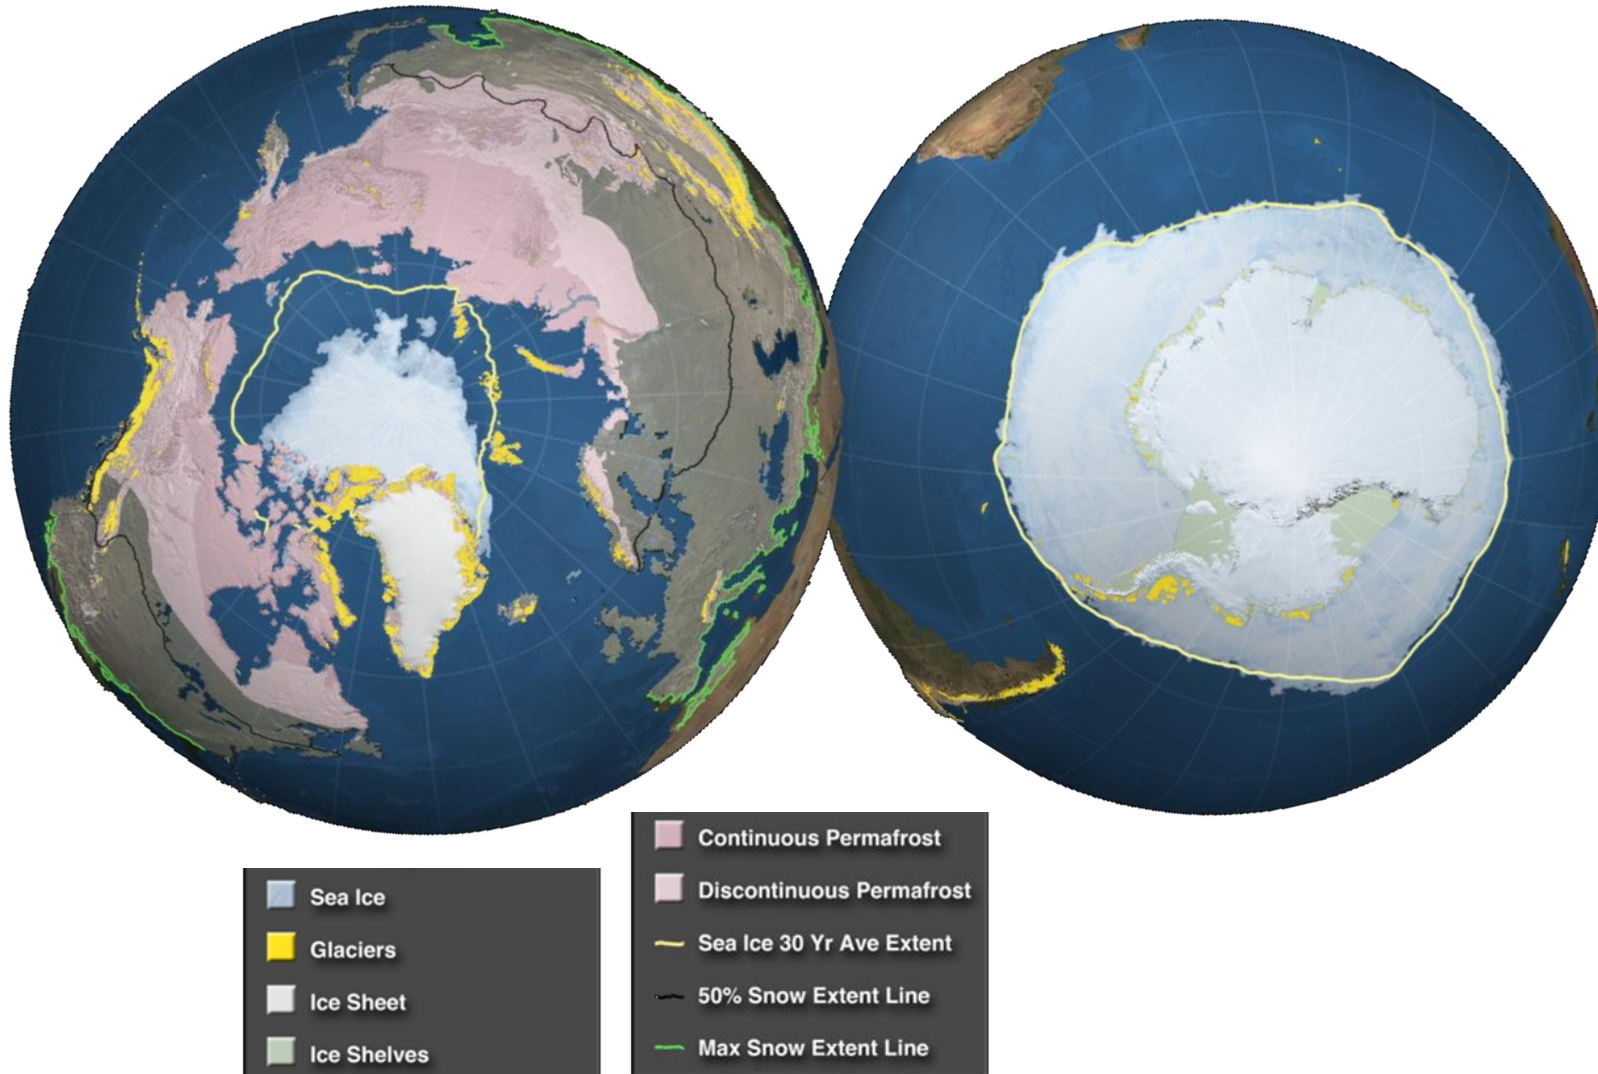 Sea Ice
Glaciers
Ice Sheet
Ice Shelves
Continuous Permafrost
Discontinuous Permafrost
Sea Ice 30 Yr Ave Extent
50% Snow Extent Line
Max Snow Extent Line